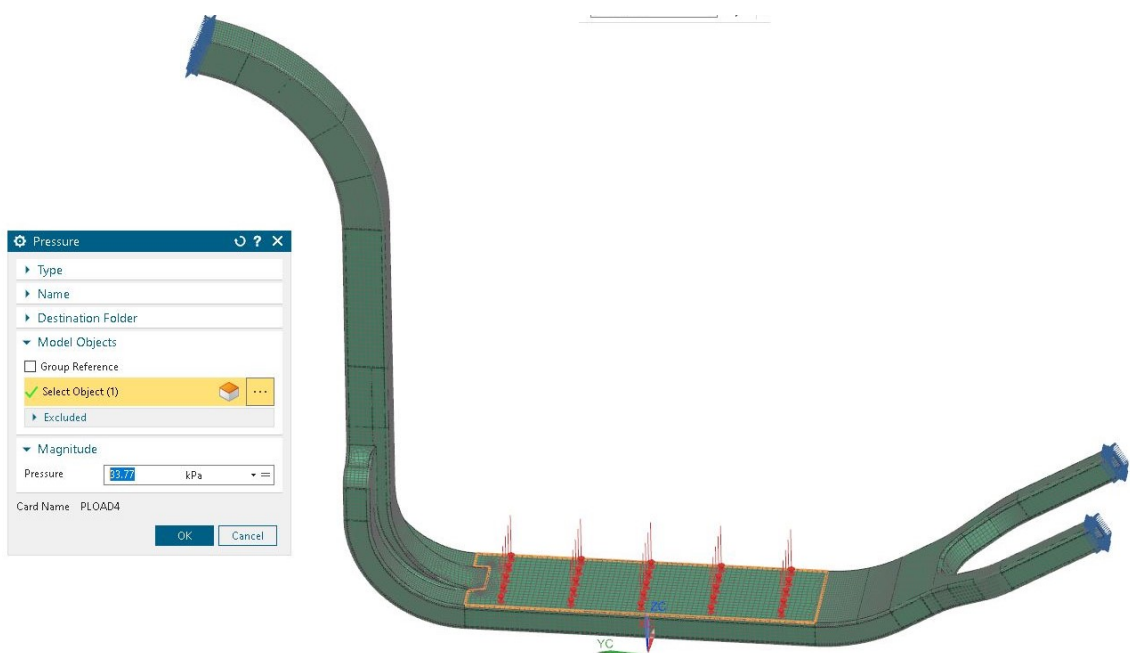 Pressure
Type
Name
Destination Folder
Model Objects
Group Reference
Select Object (1)
Excluded
Magnitude
Pressure 33.77 kPa
Card Name PLOAD4
OK Cancel
ZC
YC